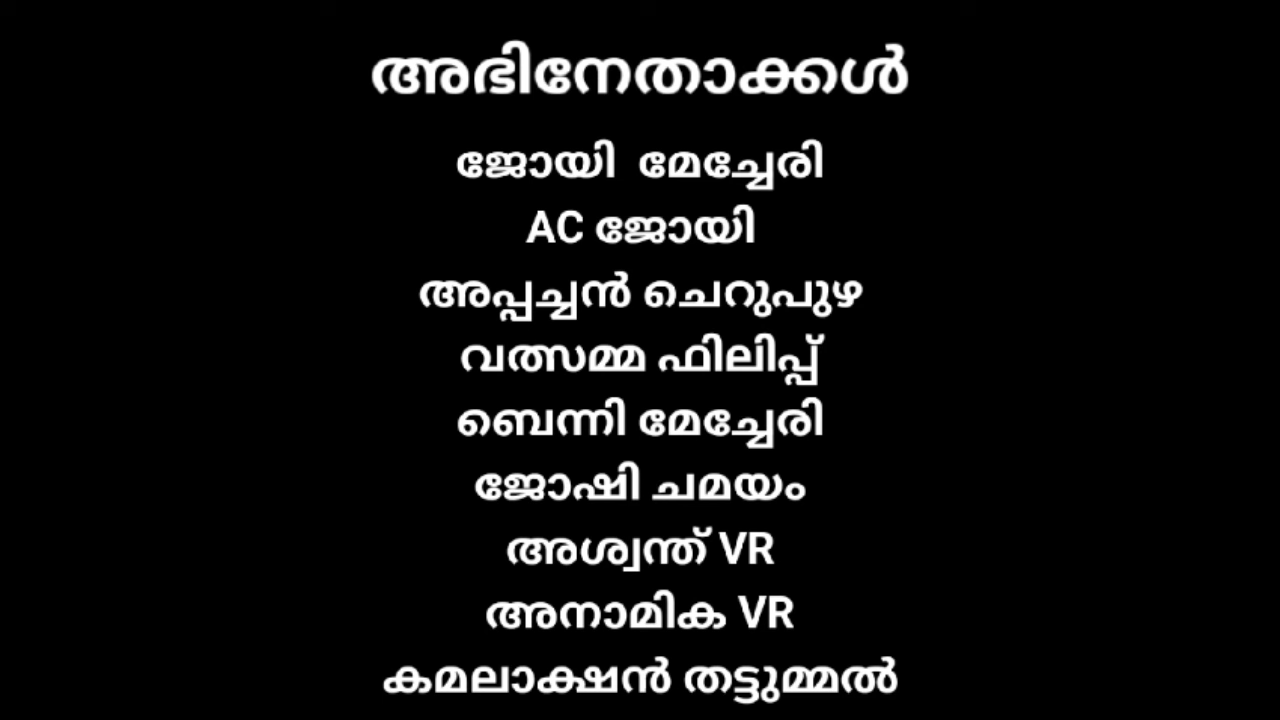 അഭിനേതാക്കൾ
ജോയി മേച്ചേരി
AC ജോയി
അപ്പച്ചൻ ചെറുപുഴ
വത്സമ്മ ഫിലിപ്പ്
ബെന്നി മേച്ചേരി
ജോഷി ചമയം
അശ്വന്ത് VR
അനാമിക VR
കമലാക്ഷൻ തട്ടുമ്മൽ